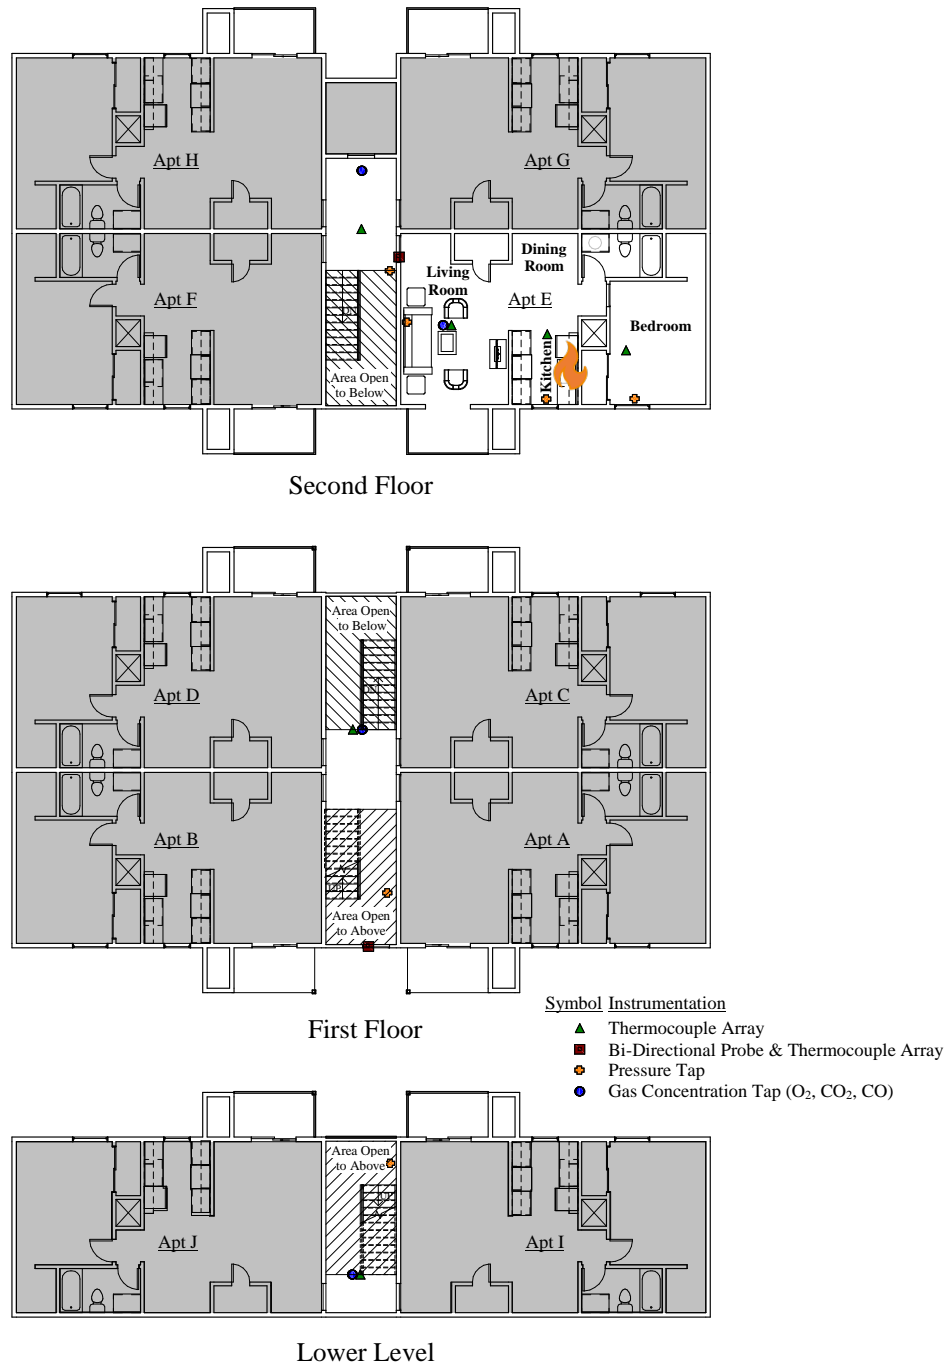 Apt H
Apt G
Living
Room
Dining
Room
Apt F
Apt E
Bedroom
Kitchen
Area Open
to Below
Second Floor
Area Open
to Below
Apt D
Apt C
Apt B
Apt A
Area Open
to Above
First Floor
Symbol Instrumentation
Thermocouple Array
Bi-Directional Probe & Thermocouple Array
Pressure Tap
Gas Concentration Tap (O₂, CO₂, CO)
Area Open
to Above
Apt J
Apt I
Lower Level